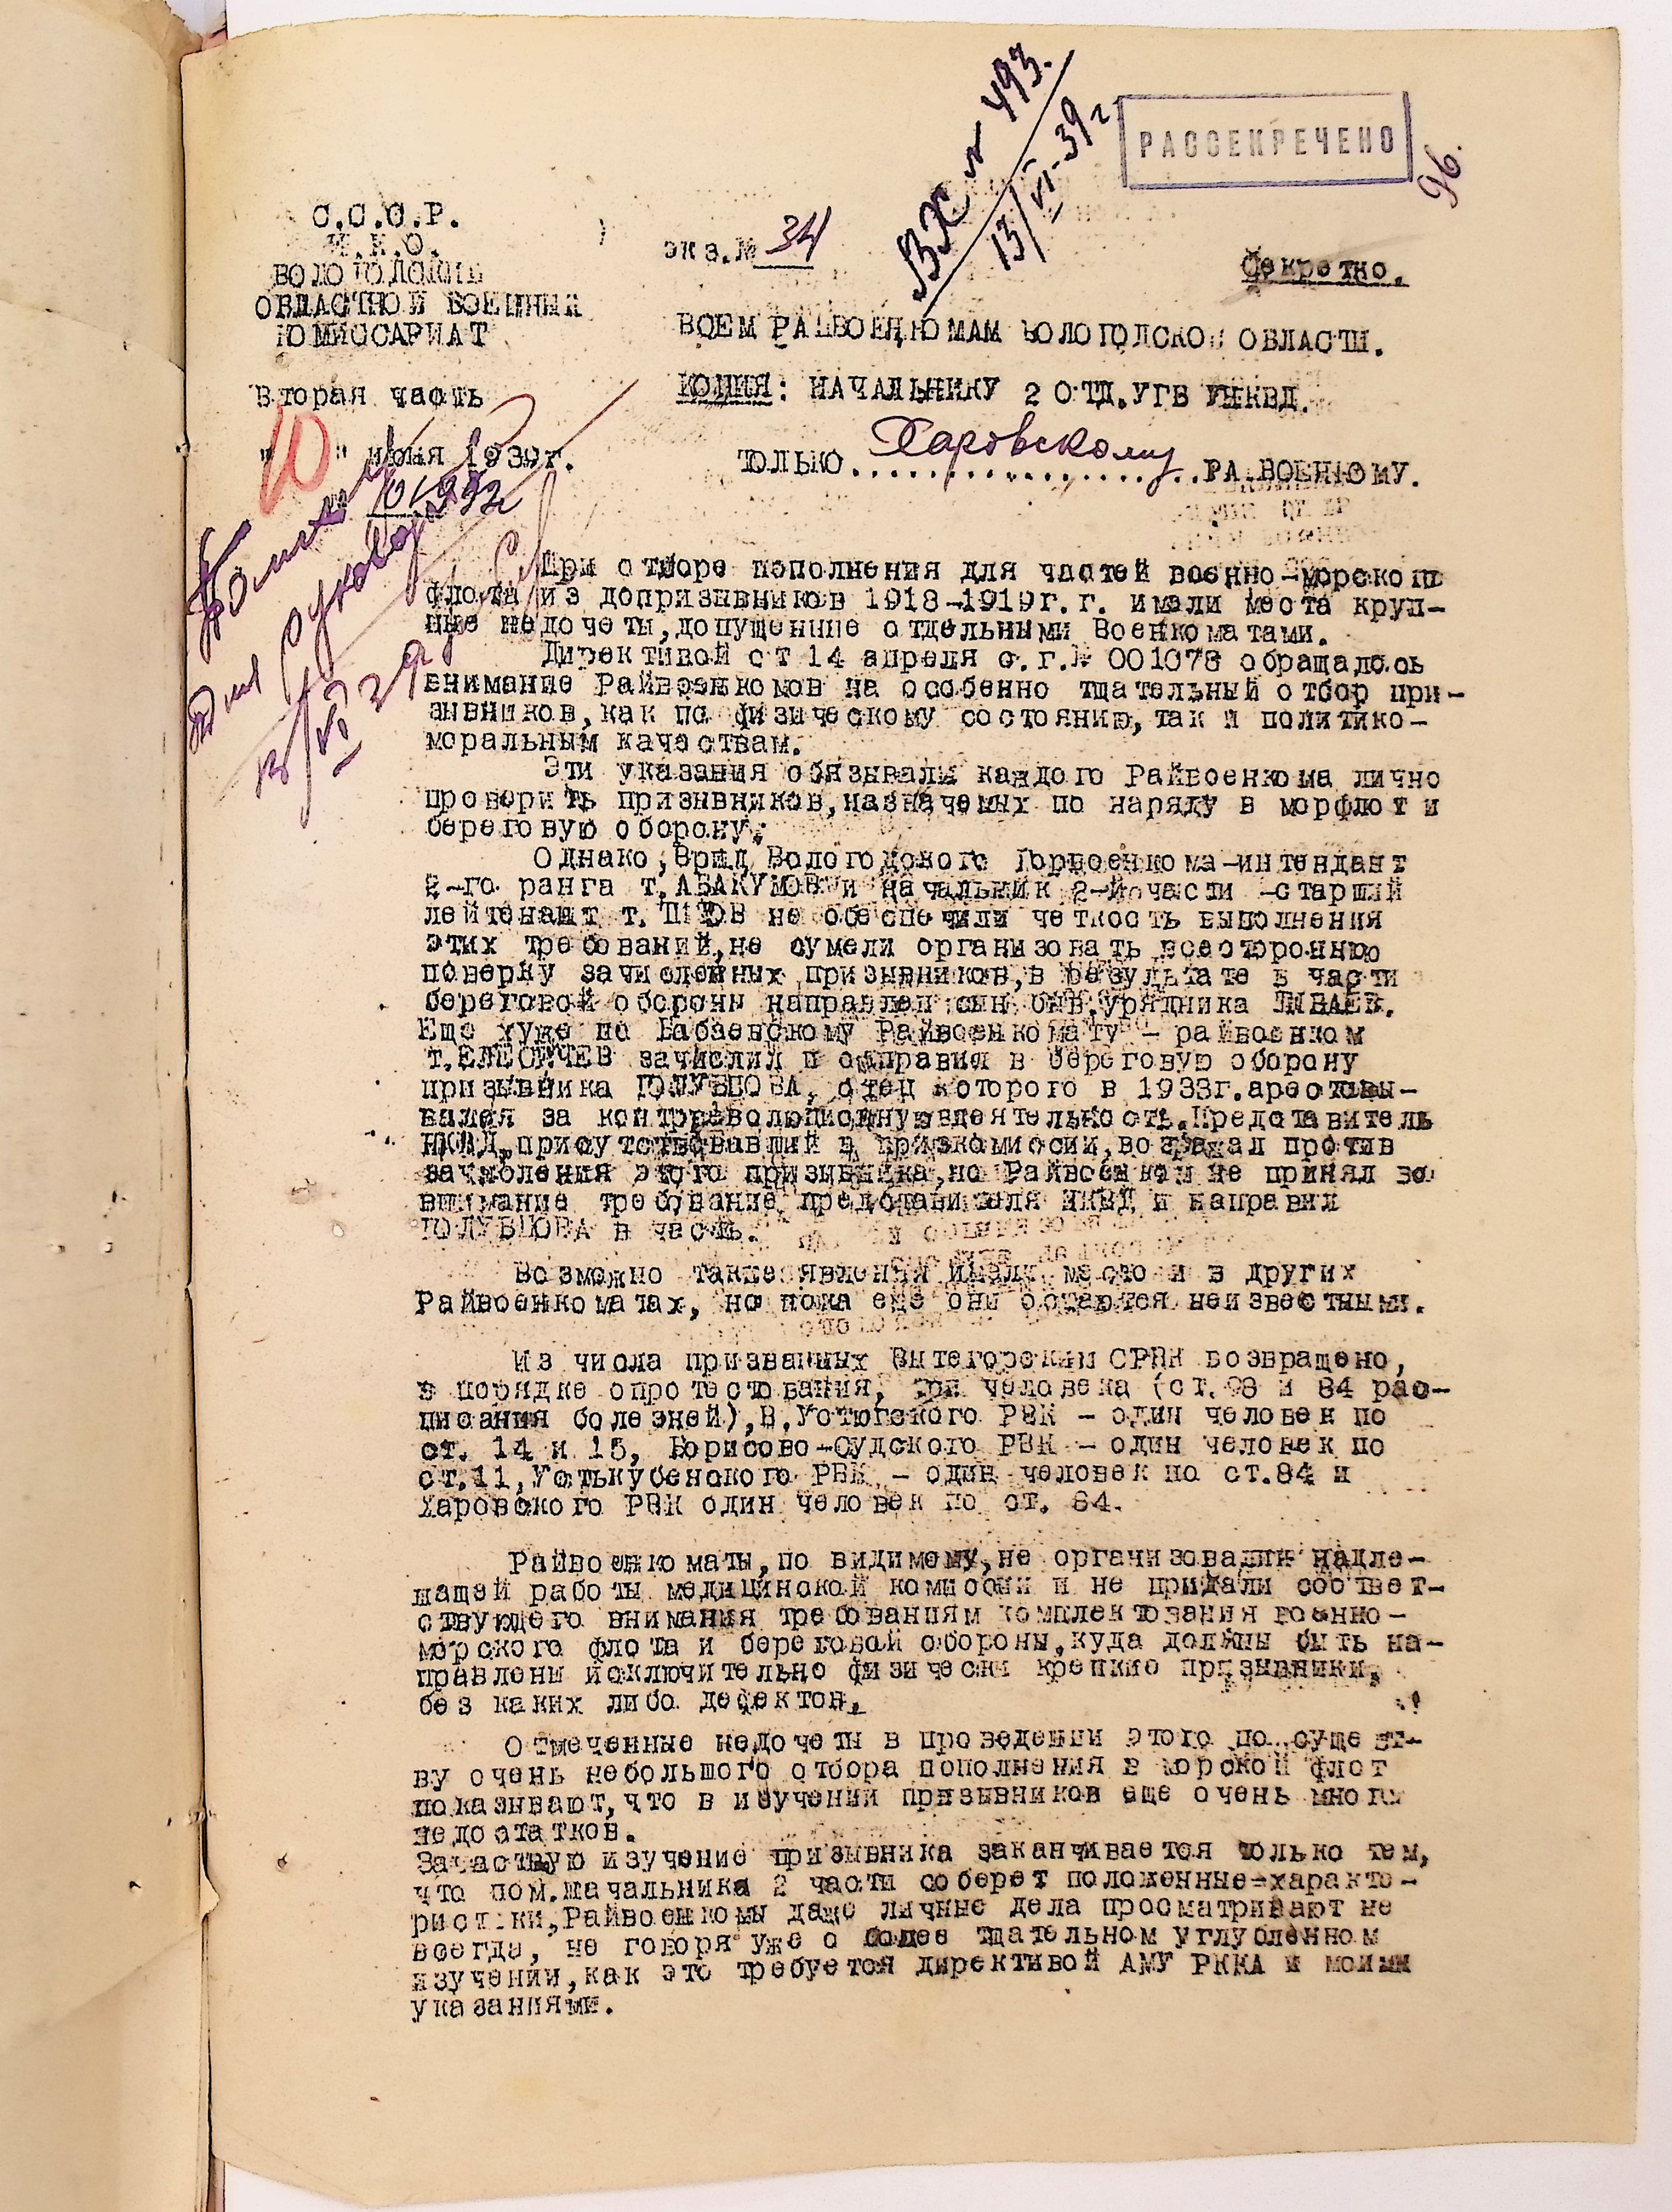 ВХ № 493.
13/VI-39 г.
РАССЕКРЕЧЕНО
96.
С.С.С.Р.
Н.К.О.
ВОЛОГОДСКИЙ
ОБЛАСТНОЙ ВОЕННЫЙ
КОМИССАРИАТ
Вторая часть
"10" июня 1939г.
экз.№ 34
Секретно.
ВСЕМ РАЙВОЕНКОМАМ ВОЛОГОДСКОЙ ОБЛАСТИ.
КОПИЯ: НАЧАЛЬНИКУ 2 ОТД.УГБ УНКВД.
ТОЛЬКО Харовскому РАЙВОЕНКОМУ.
При отборе пополнения для частей военно-морского
флота из допризывников 1918-1919г.г. имели места круп-
ные недочеты,допущенные отдельными Военкоматами.
Директивой от 14 апреля с.г.№ 001078 обращалось
внимание Райвоенкомов на особенно тщательный отбор при-
зывников,как по физическому состоянию,так и политико-
моральным качествам.
Эти указания обязывали каждого Райвоенкома лично
проверить призывников,назначемых по наряду в морфлот и
береговую оборону.
Однако,Врид Вологодского Горвоенкома-интендант
2-го ранга т.АБАКУМОВ и начальник 2-й части -старший
лейтенант т. не обеспечили четкость выполнения
этих требований,не сумели организовать всестороннюю
поверку зачисленных призывников,в результате в части
береговой обороны направлен сын быв.урядника
Еще хуже по Бабаевскому Райвоенкомату - райвоенком
т. зачислил и отправил в береговую оборону
призывника ГОЛУБЦОВА, отец которого в 1933г.арестовы-
вался за контрреволюционную деятельность.Представитель
НКВД,присутствовавший в призкомиссии,возражал против
зачисления этого призывника,но Райвоенком не принял во
внимание требование представителя НКВД и направил
ГОЛУБЦОВА в часть.
Возможно такие явления имели место и в других
Райвоенкоматах, но пока еще они остаются неизвестными.
Из числа призванных Вытегорским СРВК возвращено,
в порядке опротестования, три человека (ст. и 84 рас-
писания болезней),В.Устюгского РВК - один человек по
ст. 14 и 15, Борисово-Судского РВК - один человек по
ст.11,Устькубенского РВК - один человек по ст.84 и
Харовского РВК один человек по ст. 84.
Райвоенкоматы,по видимому,не организовали надле-
жащей работы медицинской комиссии и не придали соответ-
ствующего внимания требованиям комплектования военно-
морского флота и береговой обороны,куда должны быть на-
правлены исключительно физически крепкие призывники,
без каких либо дефектов.
Отмеченные недочеты в проведении этого по сущест-
ву очень небольшого отбора пополнения в морской флот
показывают,что в изучении призывников еще очень много
недостатков.
Зачастую изучение призывника заканчивается только тем,
что пом.начальника 2 части соберет положенные-характе-
ристики,Райвоенкомы даже личные дела просматривают не
всегда, не говоря уже о более тщательном углубленном
изучении,как это требуется директивой АМУ РККА и моими
указаниями.